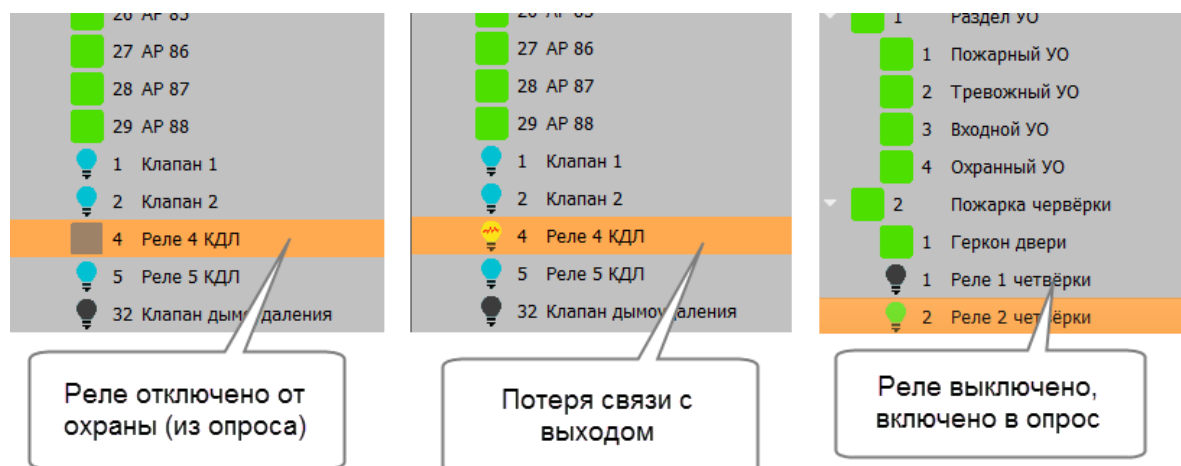 26 АР 85
27 АР 86
28 АР 87
29 АР 88
1 Клапан 1
2 Клапан 2
4 Реле 4 КДЛ
5 Реле 5 КДЛ
32 Клапан дымоудаления
Реле отключено от
охраны (из опроса)
27 АР 86
28 АР 87
29 АР 88
1 Клапан 1
2 Клапан 2
4 Реле 4 КДЛ
5 Реле 5 КДЛ
32 Клапан дымоудаления
Потеря связи с
выходом
1 Раздел УО
1 Пожарный УО
2 Тревожный УО
3 Входной УО
4 Охранный УО
2 Пожарка червёрки
1 Геркон двери
1 Реле 1 четвёрки
2 Реле 2 четвёрки
Реле выключено,
включено в опрос